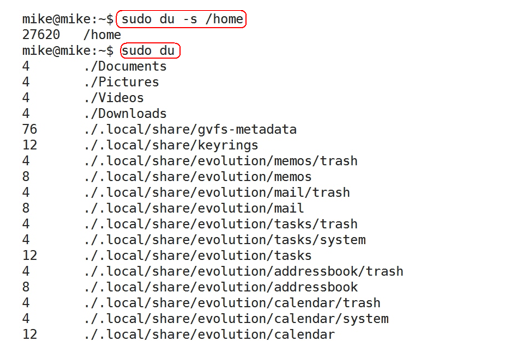 mike@mike:~$ sudo du -s /home
27620 /home
mike@mike:~$ sudo du
4 ./Documents
4 ./Pictures
4 ./Videos
4 ./Downloads
76 ./.local/share/gvfs-metadata
12 ./.local/share/keyrings
4 ./.local/share/evolution/memos/trash
8 ./.local/share/evolution/memos
4 ./.local/share/evolution/mail/trash
8 ./.local/share/evolution/mail
4 ./.local/share/evolution/tasks/trash
4 ./.local/share/evolution/tasks/system
12 ./.local/share/evolution/tasks
4 ./.local/share/evolution/addressbook/trash
8 ./.local/share/evolution/addressbook
4 ./.local/share/evolution/calendar/trash
4 ./.local/share/evolution/calendar/system
12 ./.local/share/evolution/calendar